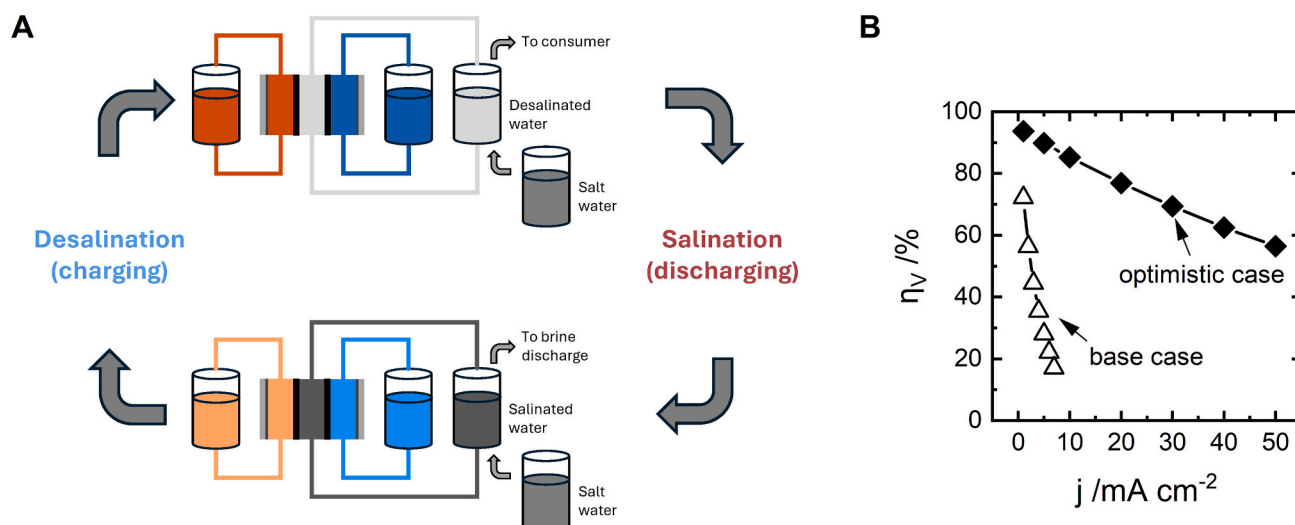 A
To consumer
Desalinated
water
Salt
water
Desalination
(charging)
Salination
(discharging)
To brine
discharge
Salinated
water
Salt
water
B
100
80
60
40
20
0
η_V /%
optimistic case
base case
0 10 20 30 40 50
j /mA cm⁻²